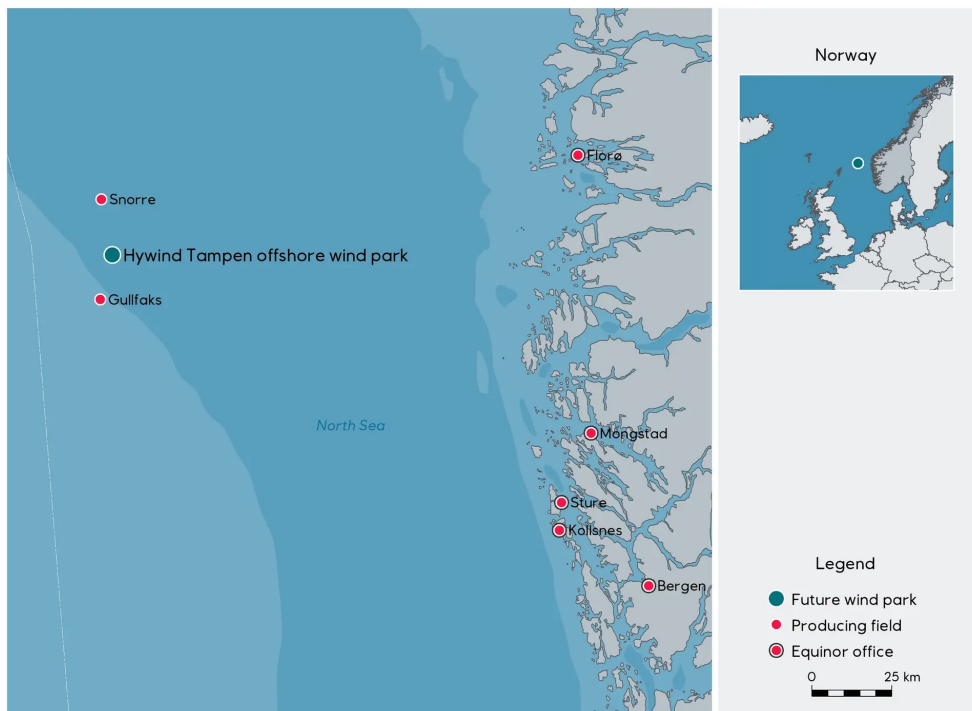 Norway
Florø
Snorre
Hywind Tampen offshore wind park
Gullfaks
North Sea
Mongstad
Sture
Kollsnes
Bergen
Legend
Future wind park
Producing field
Equinor office
0 25 km